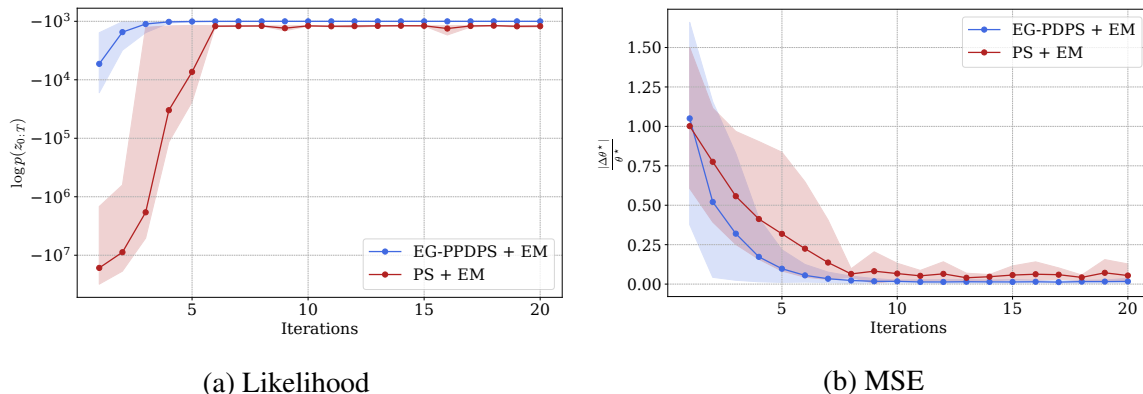 −10³
−10⁴
−10⁵
−10⁶
−10⁷
log p(z₀:T)
5
10
15
20
Iterations
EG-PPDPS + EM
PS + EM
(a) Likelihood
1.50
1.25
1.00
0.75
0.50
0.25
0.00
|Δθ*|
θ*
5
10
15
20
Iterations
EG-PDPS + EM
PS + EM
(b) MSE